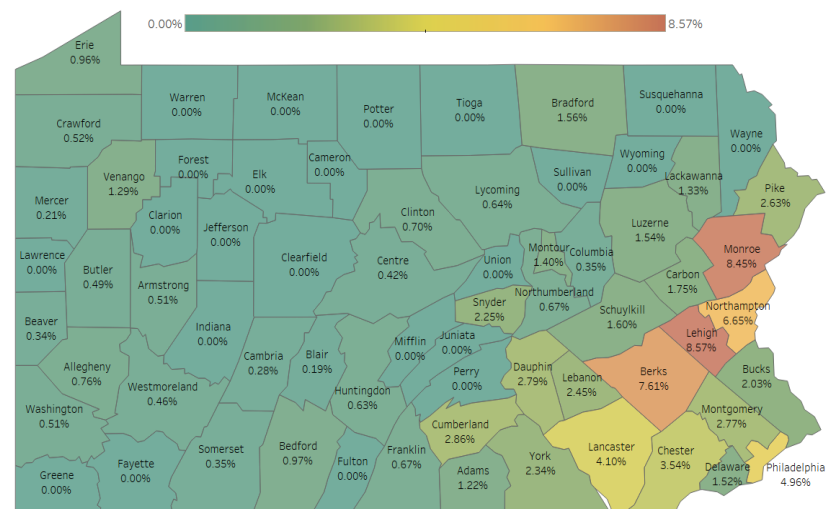 0.00%
8.57%
Erie
0.96%
Warren
0.00%
McKean
0.00%
Potter
0.00%
Tioga
0.00%
Bradford
1.56%
Susquehanna
0.00%
Wayne
0.00%
Crawford
0.52%
Venango
1.29%
Forest
0.00%
Elk
0.00%
Cameron
0.00%
Sullivan
0.00%
Wyoming
0.00%
Lackawanna
1.33%
Pike
2.63%
Mercer
0.21%
Clarion
0.00%
Jefferson
0.00%
Clinton
0.70%
Lycoming
0.64%
Luzerne
1.54%
Lawrence
0.00%
Butler
0.49%
Armstrong
0.51%
Clearfield
0.00%
Centre
0.42%
Union
0.00%
Montour
1.40%
Columbia
0.35%
Monroe
8.45%
Carbon
1.75%
Beaver
0.34%
Indiana
0.00%
Snyder
2.25%
Northumberland
0.67%
Schuylkill
1.60%
Northampton
6.65%
Allegheny
0.76%
Westmoreland
0.46%
Cambria
0.28%
Blair
0.19%
Huntingdon
0.63%
Mifflin
0.00%
Juniata
0.00%
Perry
0.00%
Dauphin
2.79%
Lebanon
2.45%
Berks
7.61%
Lehigh
8.57%
Bucks
2.03%
Washington
0.51%
Montgomery
2.77%
Cumberland
2.86%
Greene
0.00%
Fayette
0.00%
Somerset
0.35%
Bedford
0.97%
Fulton
0.00%
Franklin
0.67%
Adams
1.22%
York
2.34%
Lancaster
4.10%
Chester
3.54%
Delaware
1.52%
Philadelphia
4.96%